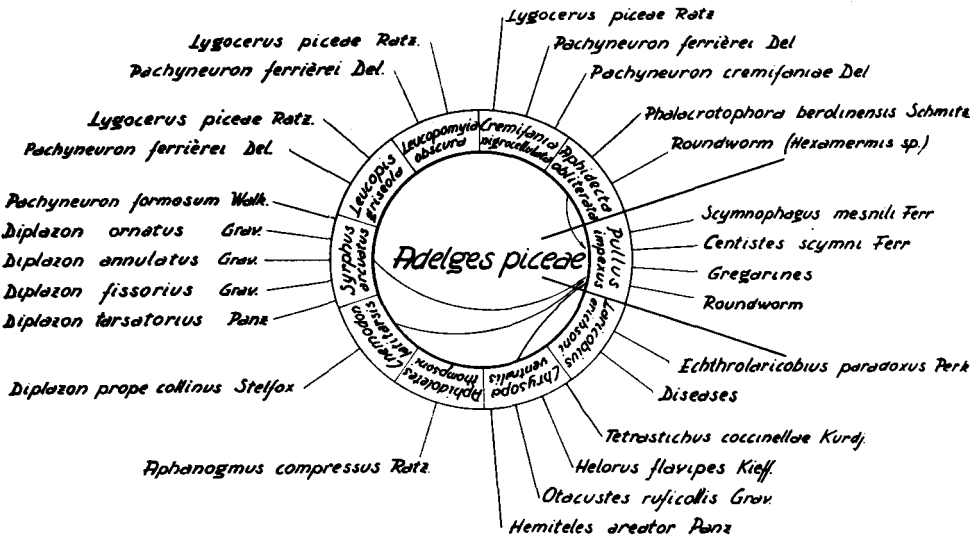 Lygocerus piceae Ratz.
Pachyneuron ferrièrei Del.
Lygocerus piceae Ratz.
Pachyneuron ferrièrei Del.
Pachyneuron formosum Walk.
Diplazon ornatus Grav.
Diplazon annulatus Grav.
Diplazon fissorius Grav.
Diplazon tarsatorius Panz
Diplazon prope collinus Stelfox
Aphanogmus compressus Ratz.
Lygocerus piceae Ratz
Pachyneuron ferrièrei Del
Pachyneuron cremifaniae Del
Phalacrotophora berolinensis Schmitz
Roundworm (Hexamermis sp.)
Scymnophagus mesnili Ferr
Centistes scymni Ferr
Gregarines
Roundworm
Echthrolaricobius paradoxus Perk
Diseases
Tetrastichus coccinellae Kurdj.
Helorus flavipes Kieff.
Otacustes ruficollis Grav.
Hemiteles areator Panz
Leucopomyia
obscura
Cremifania
nigrocellulata
Aphidecta
obliterata
Pullus
impexus
Laricobius
erichsoni
Chrysopa
ventralis
Aphidoletes
thompsoni
Cnemodon
latitarsis
Syrphus
arcuatus
Leucopis
griseola
Adelges piceae